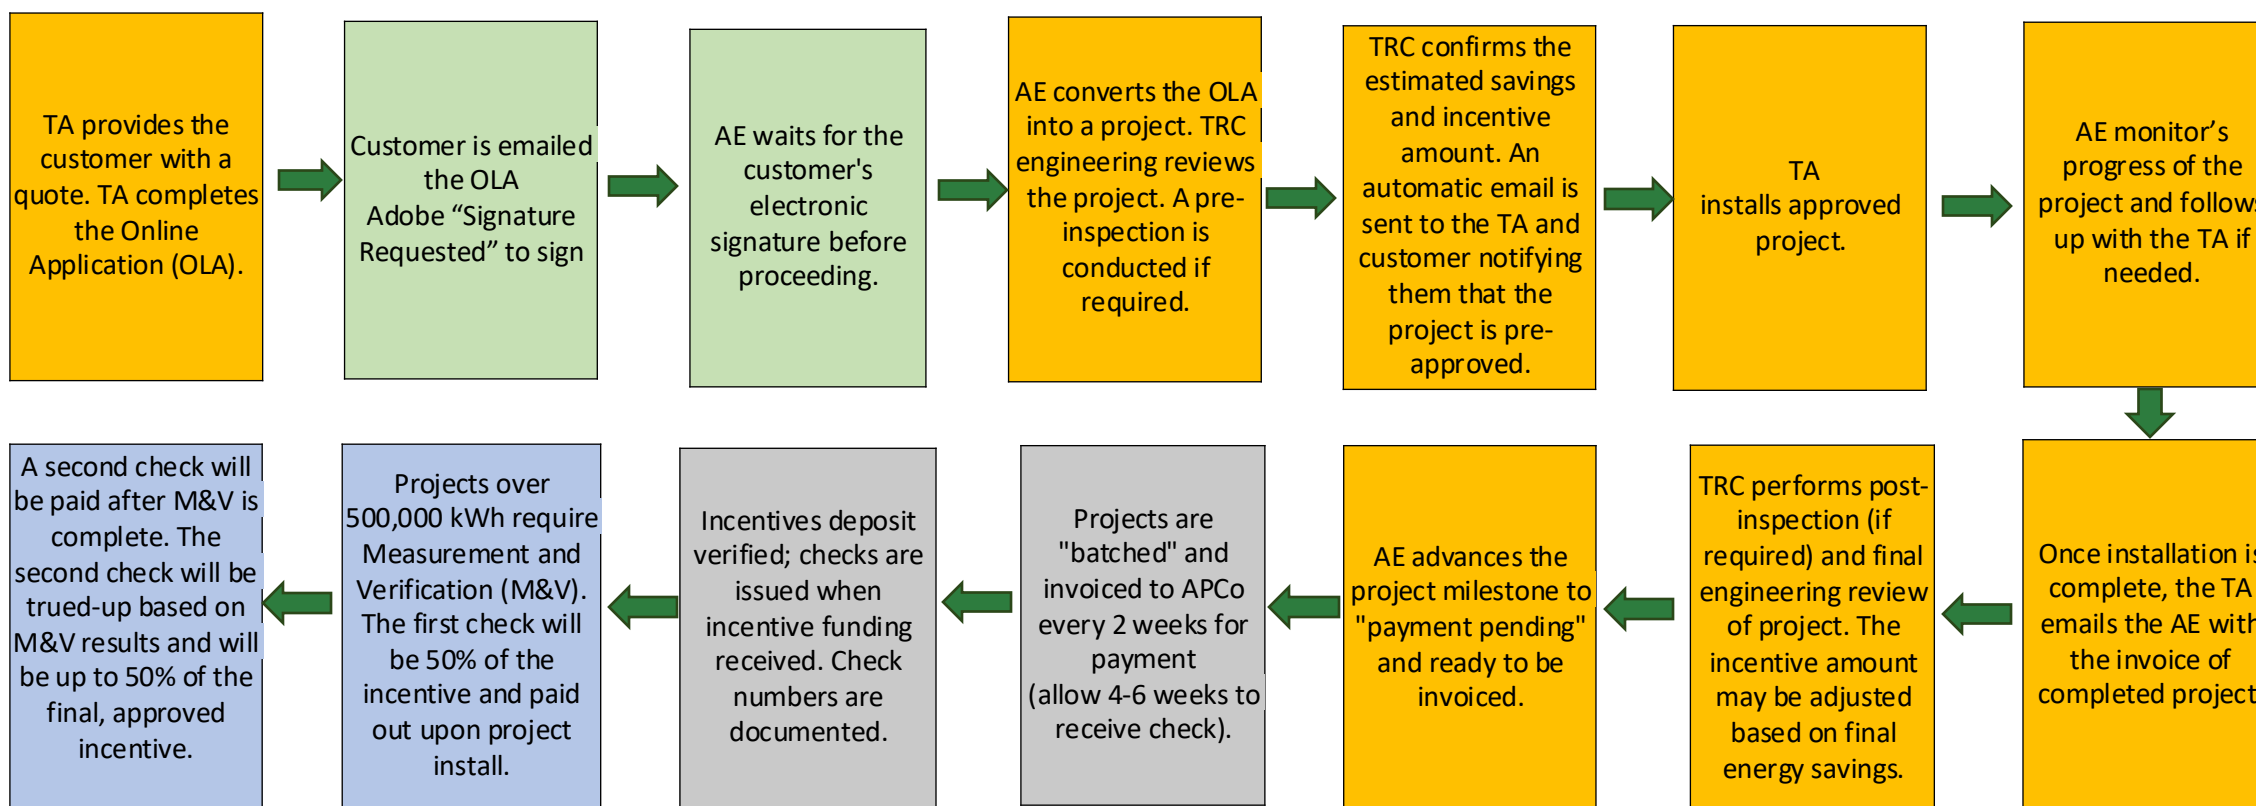 TA provides the
customer with a
quote. TA completes
the Online
Application (OLA).
Customer is emailed
the OLA
Adobe “Signature
Requested” to sign
AE waits for the
customer's
electronic
signature before
proceeding.
AE converts the OLA
into a project. TRC
engineering reviews
the project. A pre-
inspection is
conducted if
required.
TRC confirms the
estimated savings
and incentive
amount. An
automatic email is
sent to the TA and
customer notifying
them that the
project is pre-
approved.
TA
installs approved
project.
AE monitor’s
progress of the
project and follows
up with the TA if
needed.
Once installation is
complete, the TA
emails the AE with
the invoice of
completed project
TRC performs post-
inspection (if
required) and final
engineering review
of project. The
incentive amount
may be adjusted
based on final
energy savings.
AE advances the
project milestone to
"payment pending"
and ready to be
invoiced.
Projects are
"batched" and
invoiced to APCo
every 2 weeks for
payment
(allow 4-6 weeks to
receive check).
Incentives deposit
verified; checks are
issued when
incentive funding
received. Check
numbers are
documented.
Projects over
500,000 kWh require
Measurement and
Verification (M&V).
The first check will
be 50% of the
incentive and paid
out upon project
install.
A second check will
be paid after M&V is
complete. The
second check will be
trued-up based on
M&V results and will
be up to 50% of the
final, approved
incentive.